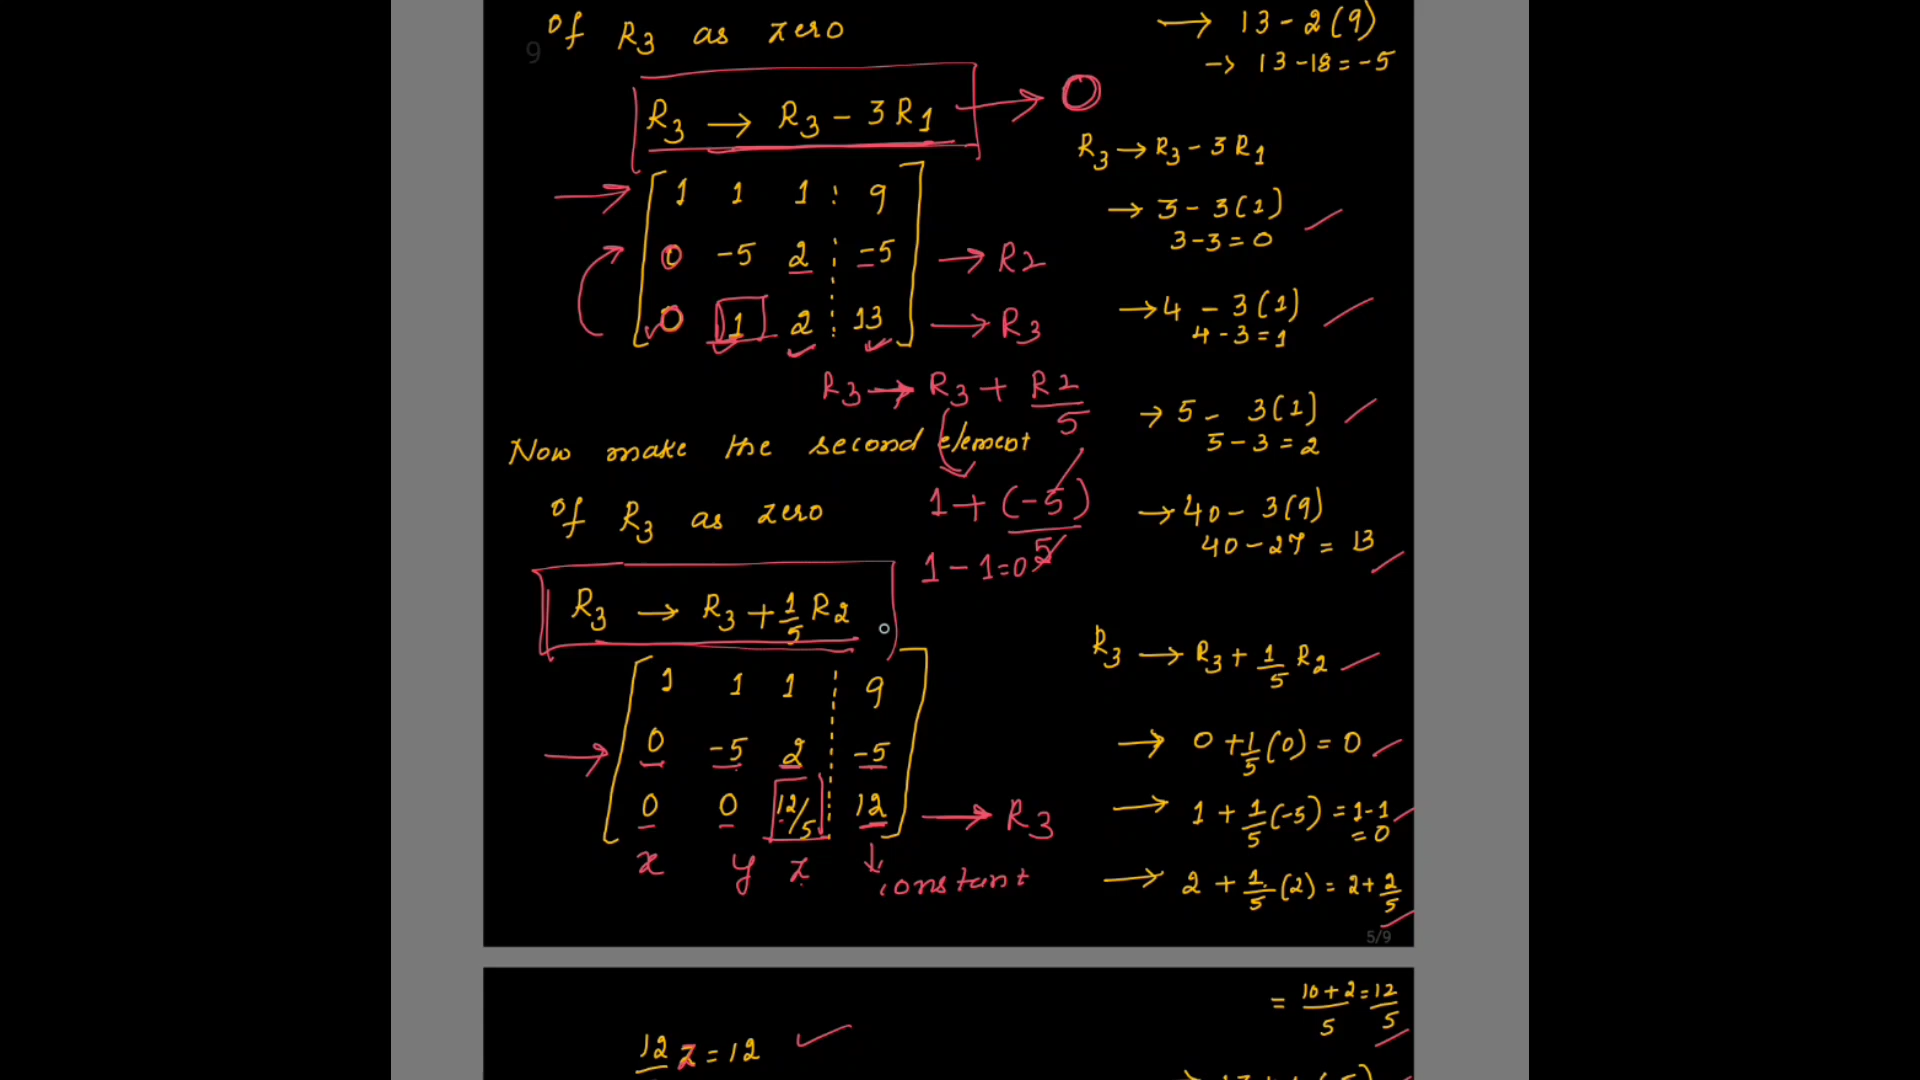 9
of R3 as zero
R3 → R3 - 3R1 → 0
1 1 1 : 9
0 -5 2 : -5 → R2
0 1 2 : 13 → R3
R3 → R3 + R2/5
Now make the second element
of R3 as zero
1 + (-5)/5
1 - 1 = 0
R3 → R3 + 1/5 R2
1 1 1 : 9
0 -5 2 : -5
0 0 12/5 : 12 → R3
x y z ↓ constant
12 z = 12
→ 13 - 2(9)
→ 13 - 18 = -5
R3 → R3 - 3R1
→ 3 - 3(1)
3 - 3 = 0
→ 4 - 3(1)
4 - 3 = 1
→ 5 - 3(1)
5 - 3 = 2
→ 40 - 3(9)
40 - 27 = 13
R3 → R3 + 1/5 R2
→ 0 + 1/5 (0) = 0
→ 1 + 1/5 (-5) = 1-1
= 0
→ 2 + 1/5 (2) = 2 + 2/5
5/9
= 10+2/5 = 12/5